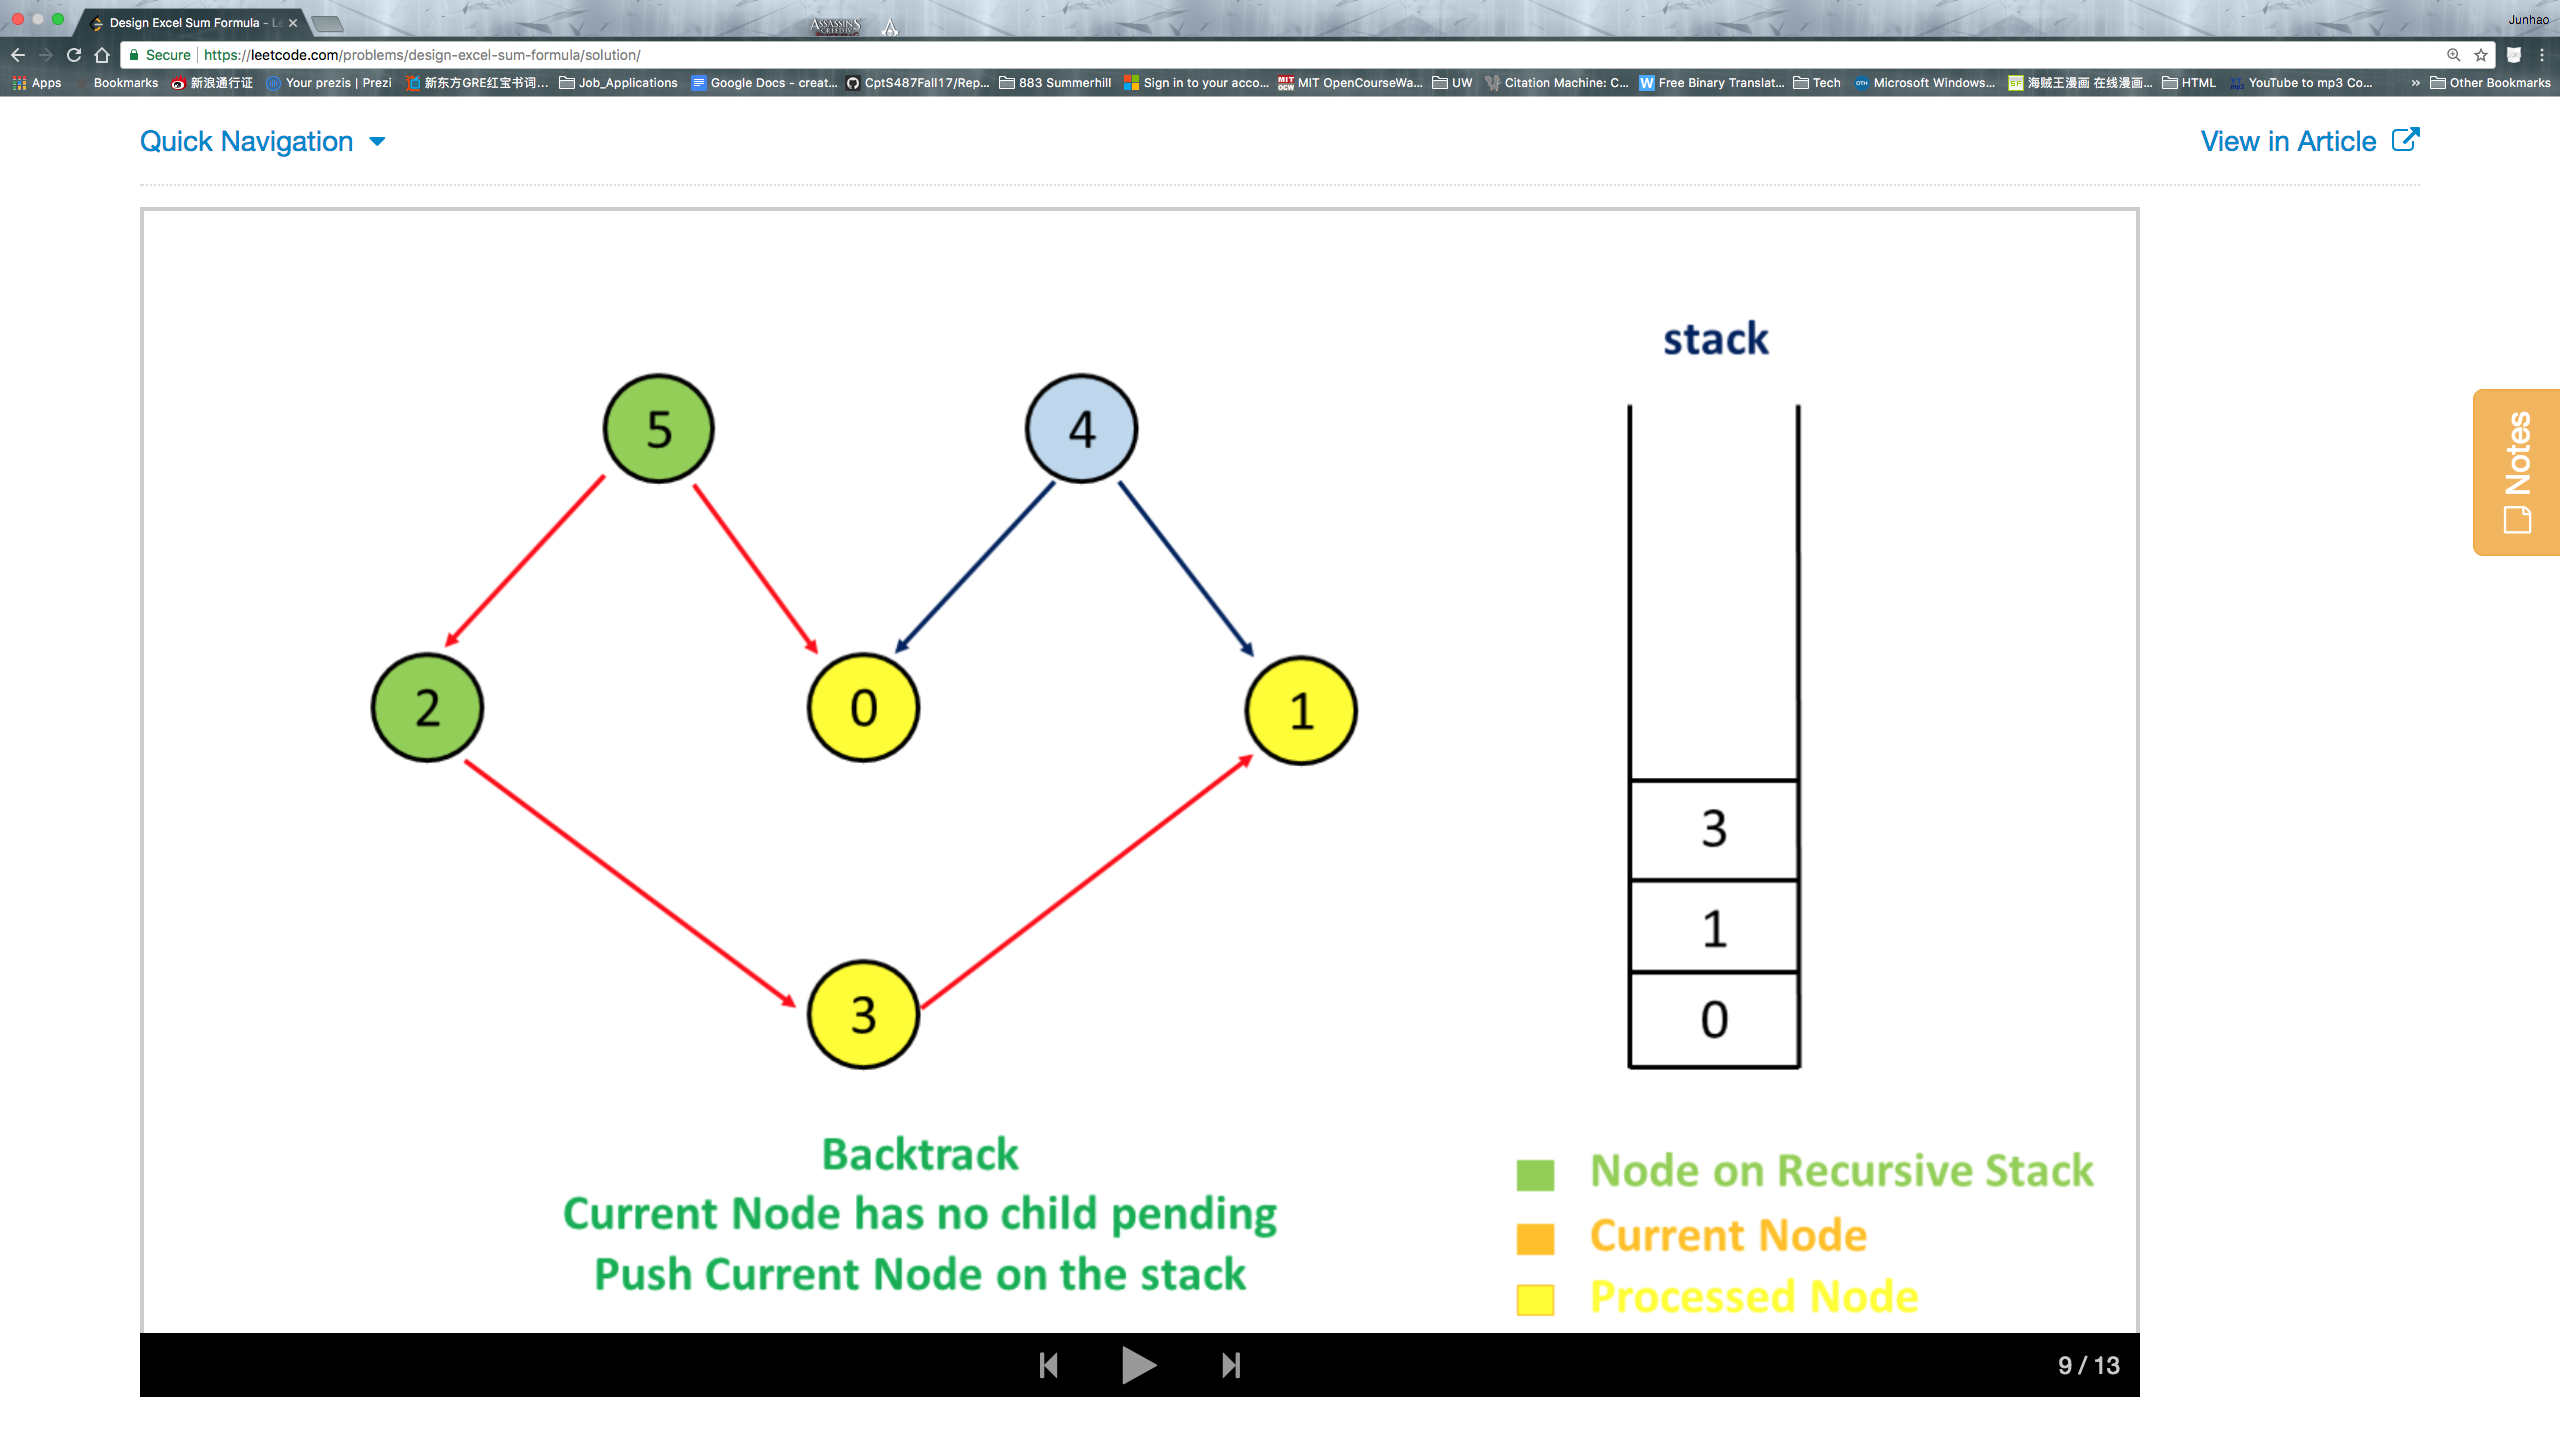 Design Excel Sum Formula - L
ASSASSIN'S
Junhao
Secure | https://leetcode.com/problems/design-excel-sum-formula/solution/
Apps Bookmarks 新浪通行证 Your prezis | Prezi 新东方GRE红宝书词... Job_Applications Google Docs - creat... CptS487Fall17/Rep... 883 Summerhill Sign in to your acco... MIT OpenCourseWa... UW Citation Machine: C... Free Binary Translat... Tech Microsoft Windows... 海贼王漫画 在线漫画... HTML YouTube to mp3 Co... » Other Bookmarks
Quick Navigation
View in Article
stack
5
4
2
0
1
3
3
1
0
Notes
Backtrack
Current Node has no child pending
Push Current Node on the stack
Node on Recursive Stack
Current Node
Processed Node
9 / 13